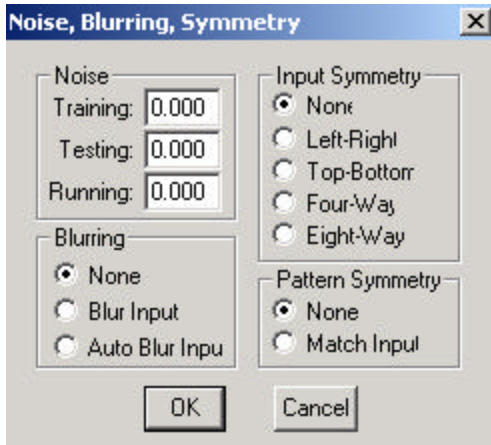 Noise, Blurring, Symmetry
Noise
Training: 0.000
Testing: 0.000
Running: 0.000
Blurring
None
Blur Input
Auto Blur Inpu
Input Symmetry
None
Left-Right
Top-Bottom
Four-Way
Eight-Way
Pattern Symmetry
None
Match Input
OK
Cancel